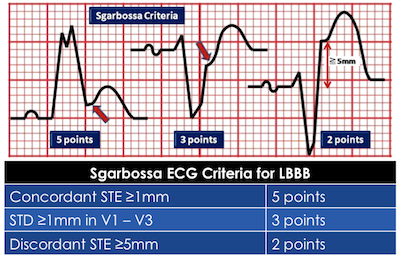 Sgarbossa Criteria
≥5mm
5 points
3 points
2 points
Sgarbossa ECG Criteria for LBBB
Concordant STE ≥1mm 5 points
STD ≥1mm in V1 – V3 3 points
Discordant STE ≥5mm 2 points